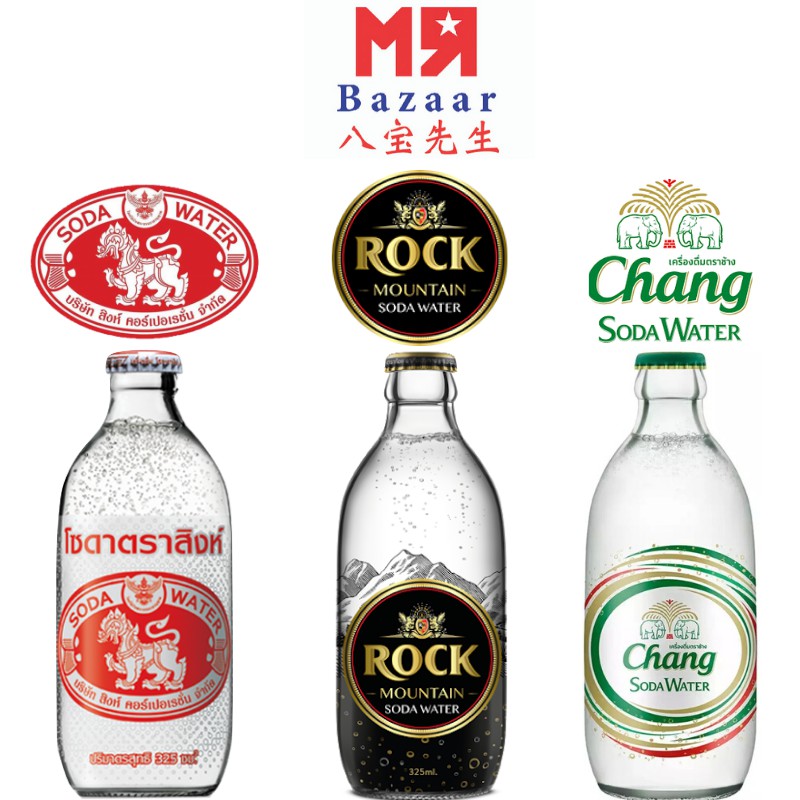 MR
Bazaar
八宝先生
SODA WATER
บริษัท สิงห์ คอร์เปอเรชั่น จำกัด
ROCK
MOUNTAIN
SODA WATER
เครื่องดื่มตราช้าง
Chang
SODA WATER
โซดาตราสิงห์
SODA WATER
บริษัท สิงห์ คอร์เปอเรชั่น จำกัด
ปริมาตรสุทธิ 325 ซม³
ROCK
MOUNTAIN
SODA WATER
325ml.
เครื่องดื่มตราช้าง
Chang
SODA WATER